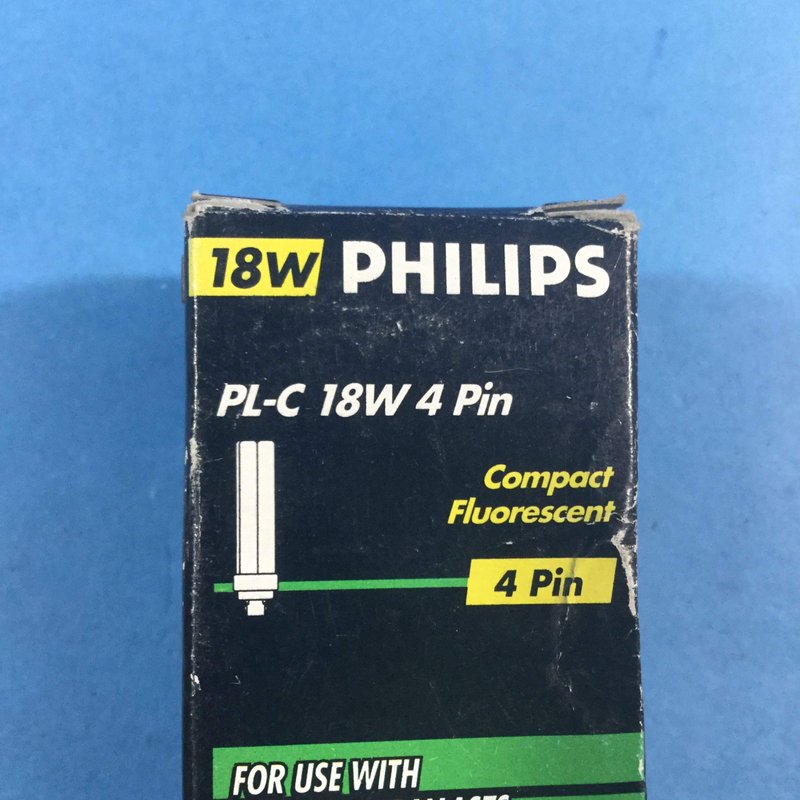 18W PHILIPS
PL-C 18W 4 Pin
Compact
Fluorescent
4 Pin
FOR USE WITH